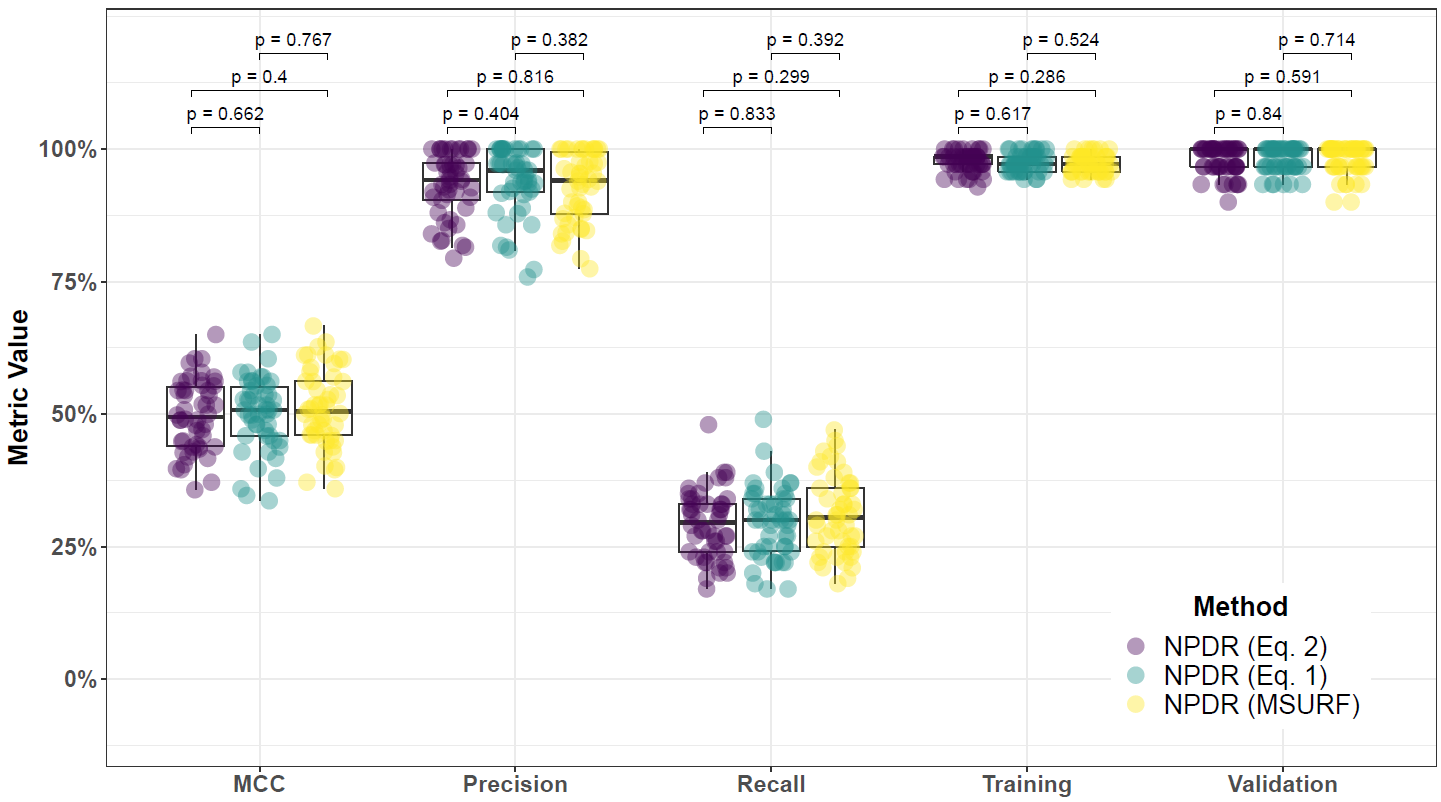 p = 0.767
p = 0.382
p = 0.392
p = 0.524
p = 0.714
p = 0.4
p = 0.816
p = 0.299
p = 0.286
p = 0.591
p = 0.662
p = 0.404
p = 0.833
p = 0.617
p = 0.84
100%
75%
50%
25%
0%
Metric Value
Method
NPDR (Eq. 2)
NPDR (Eq. 1)
NPDR (MSURF)
MCC
Precision
Recall
Training
Validation